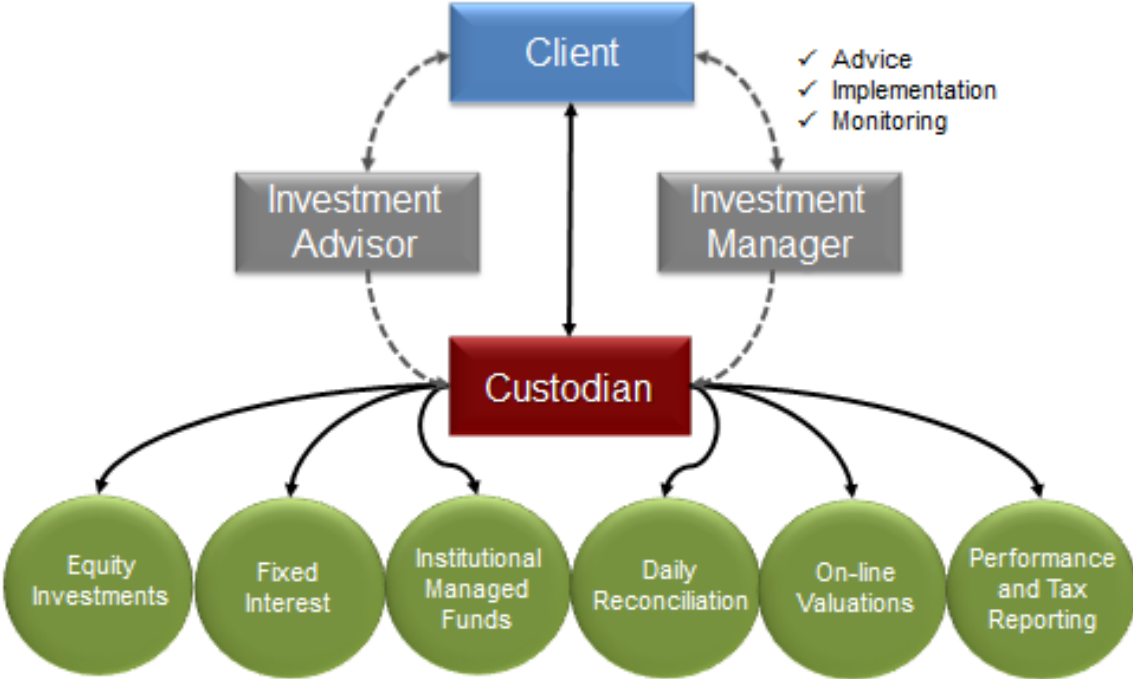 Client
✓ Advice
✓ Implementation
✓ Monitoring
Investment
Advisor
Investment
Manager
Custodian
Equity
Investments
Fixed
Interest
Institutional
Managed
Funds
Daily
Reconciliation
On-line
Valuations
Performance
and Tax
Reporting